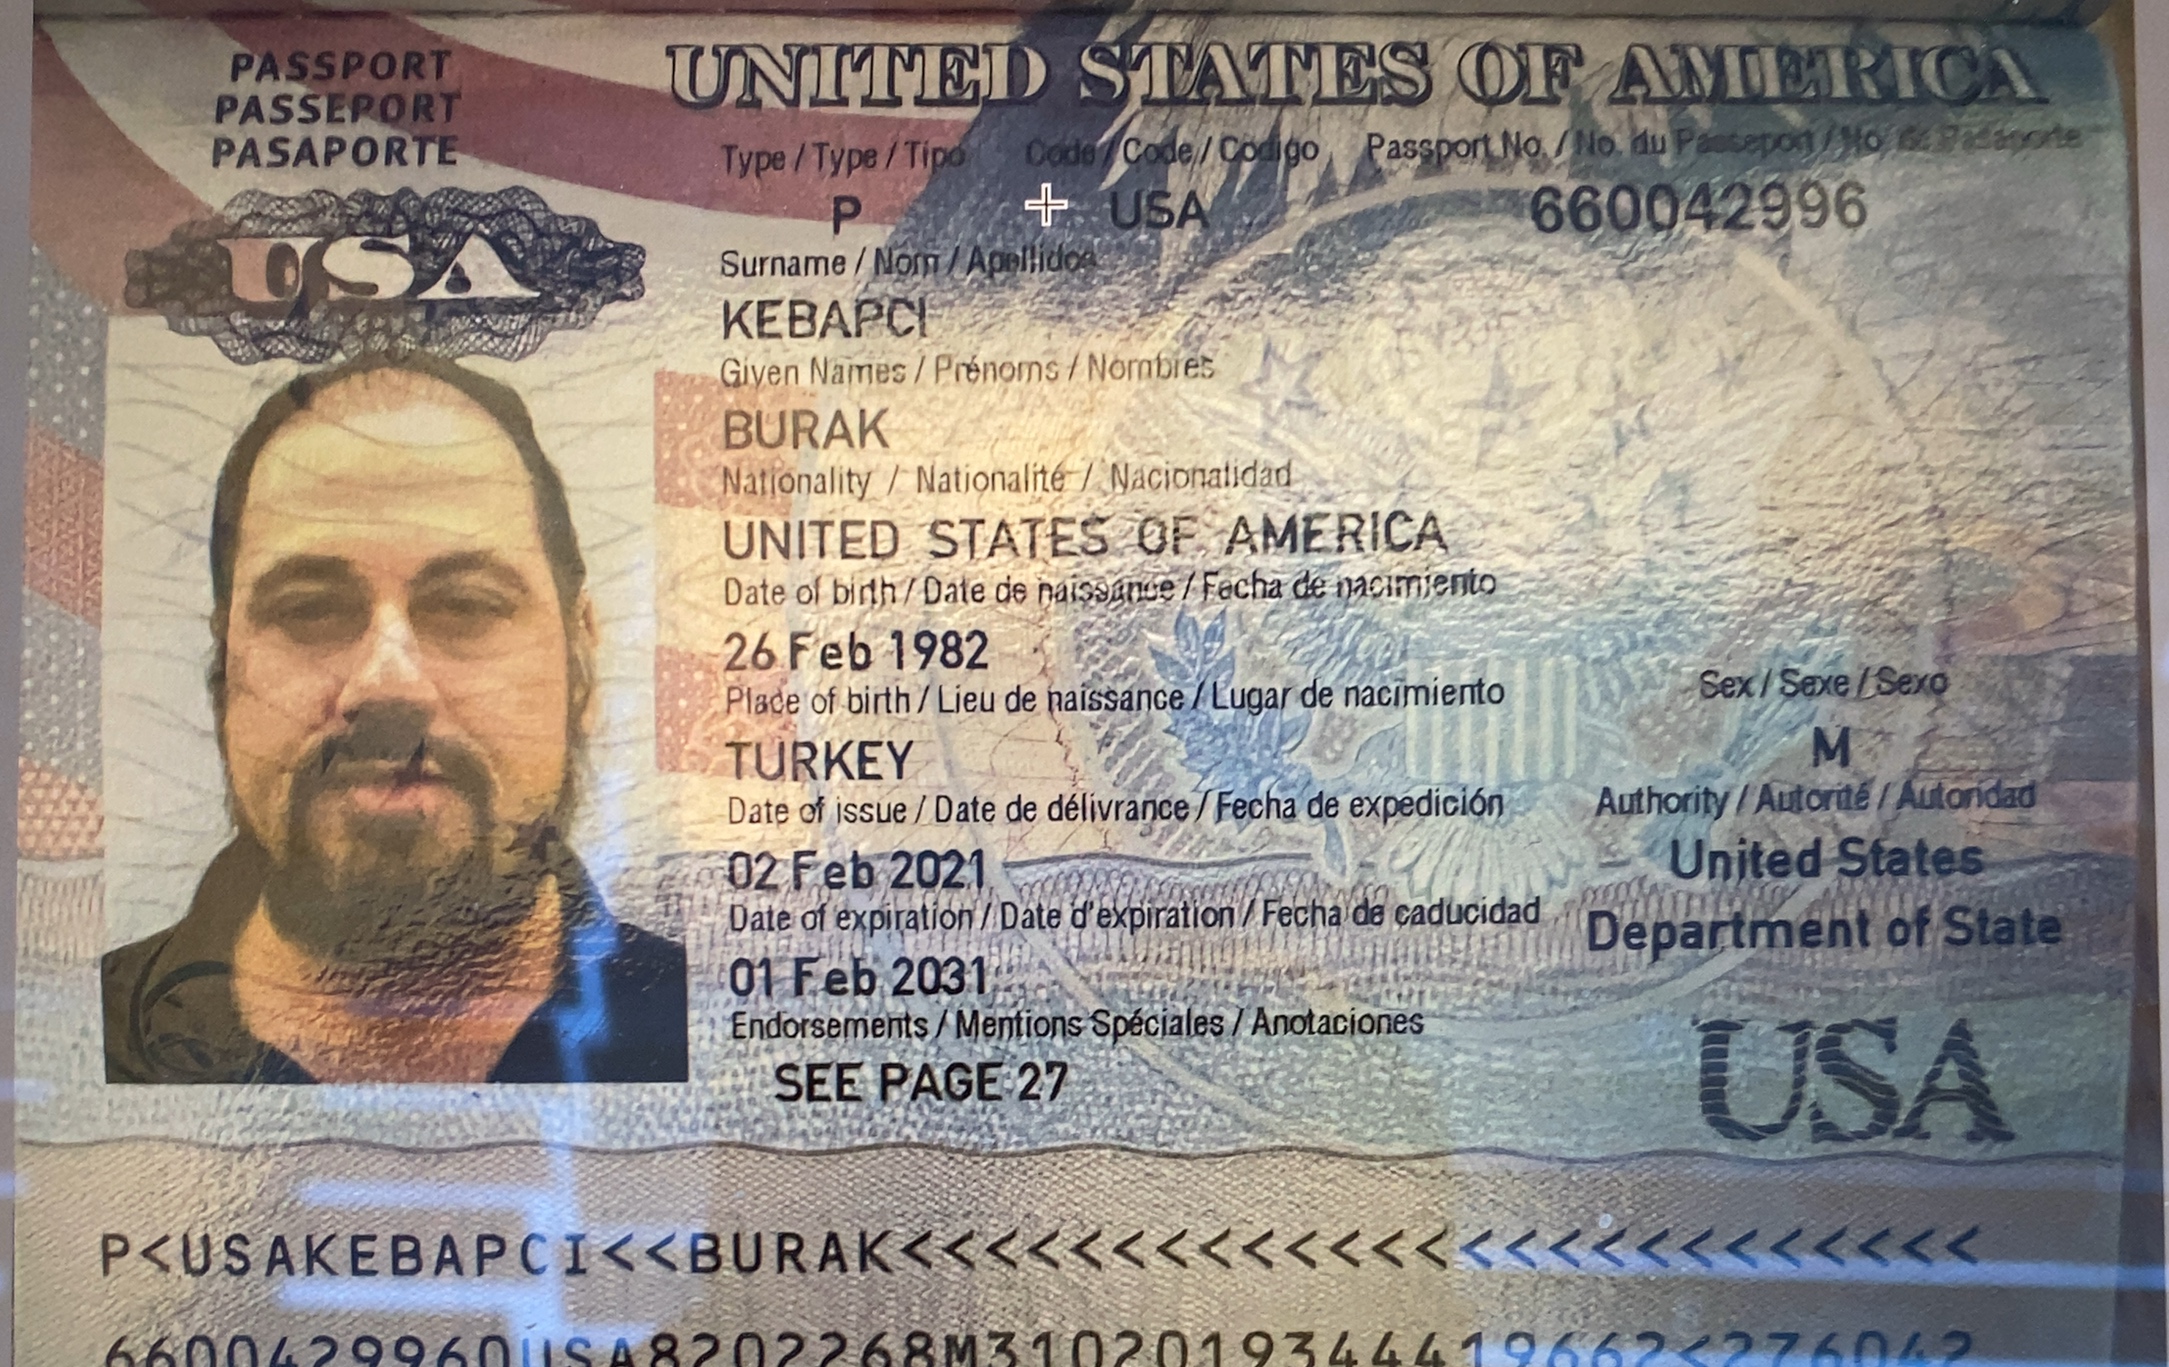 PASSPORT
PASSEPORT
PASAPORTE
UNITED STATES OF AMERICA
Type / Type / Tipo Code / Code / Codigo Passport No. / No. du Passeport / No. de Pasaporte
P USA 660042996
USA
Surname / Nom / Apellidos
KEBAPCI
Given Names / Prénoms / Nombres
BURAK
Nationality / Nationalité / Nacionalidad
UNITED STATES OF AMERICA
Date of birth / Date de naissance / Fecha de nacimiento
26 Feb 1982
Place of birth / Lieu de naissance / Lugar de nacimiento Sex / Sexe / Sexo
TURKEY M
Date of issue / Date de délivrance / Fecha de expedición Authority / Autorité / Autoridad
02 Feb 2021 United States
Date of expiration / Date d'expiration / Fecha de caducidad Department of State
01 Feb 2031
Endorsements / Mentions Spéciales / Anotaciones
SEE PAGE 27
USA
P<USAKEBAPCI<<BURAK<<<<<<<<<<<<<<<<<<<<<<<<<
6600429960USA8202268M3102019344419662<276042